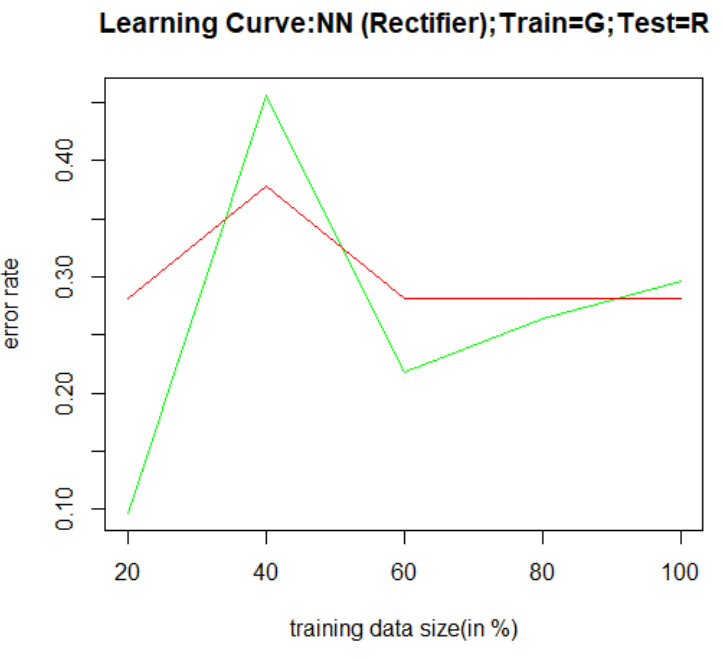 Learning Curve:NN (Rectifier);Train=G;Test=R
0.40
0.30
0.20
0.10
error rate
20 40 60 80 100
training data size(in %)